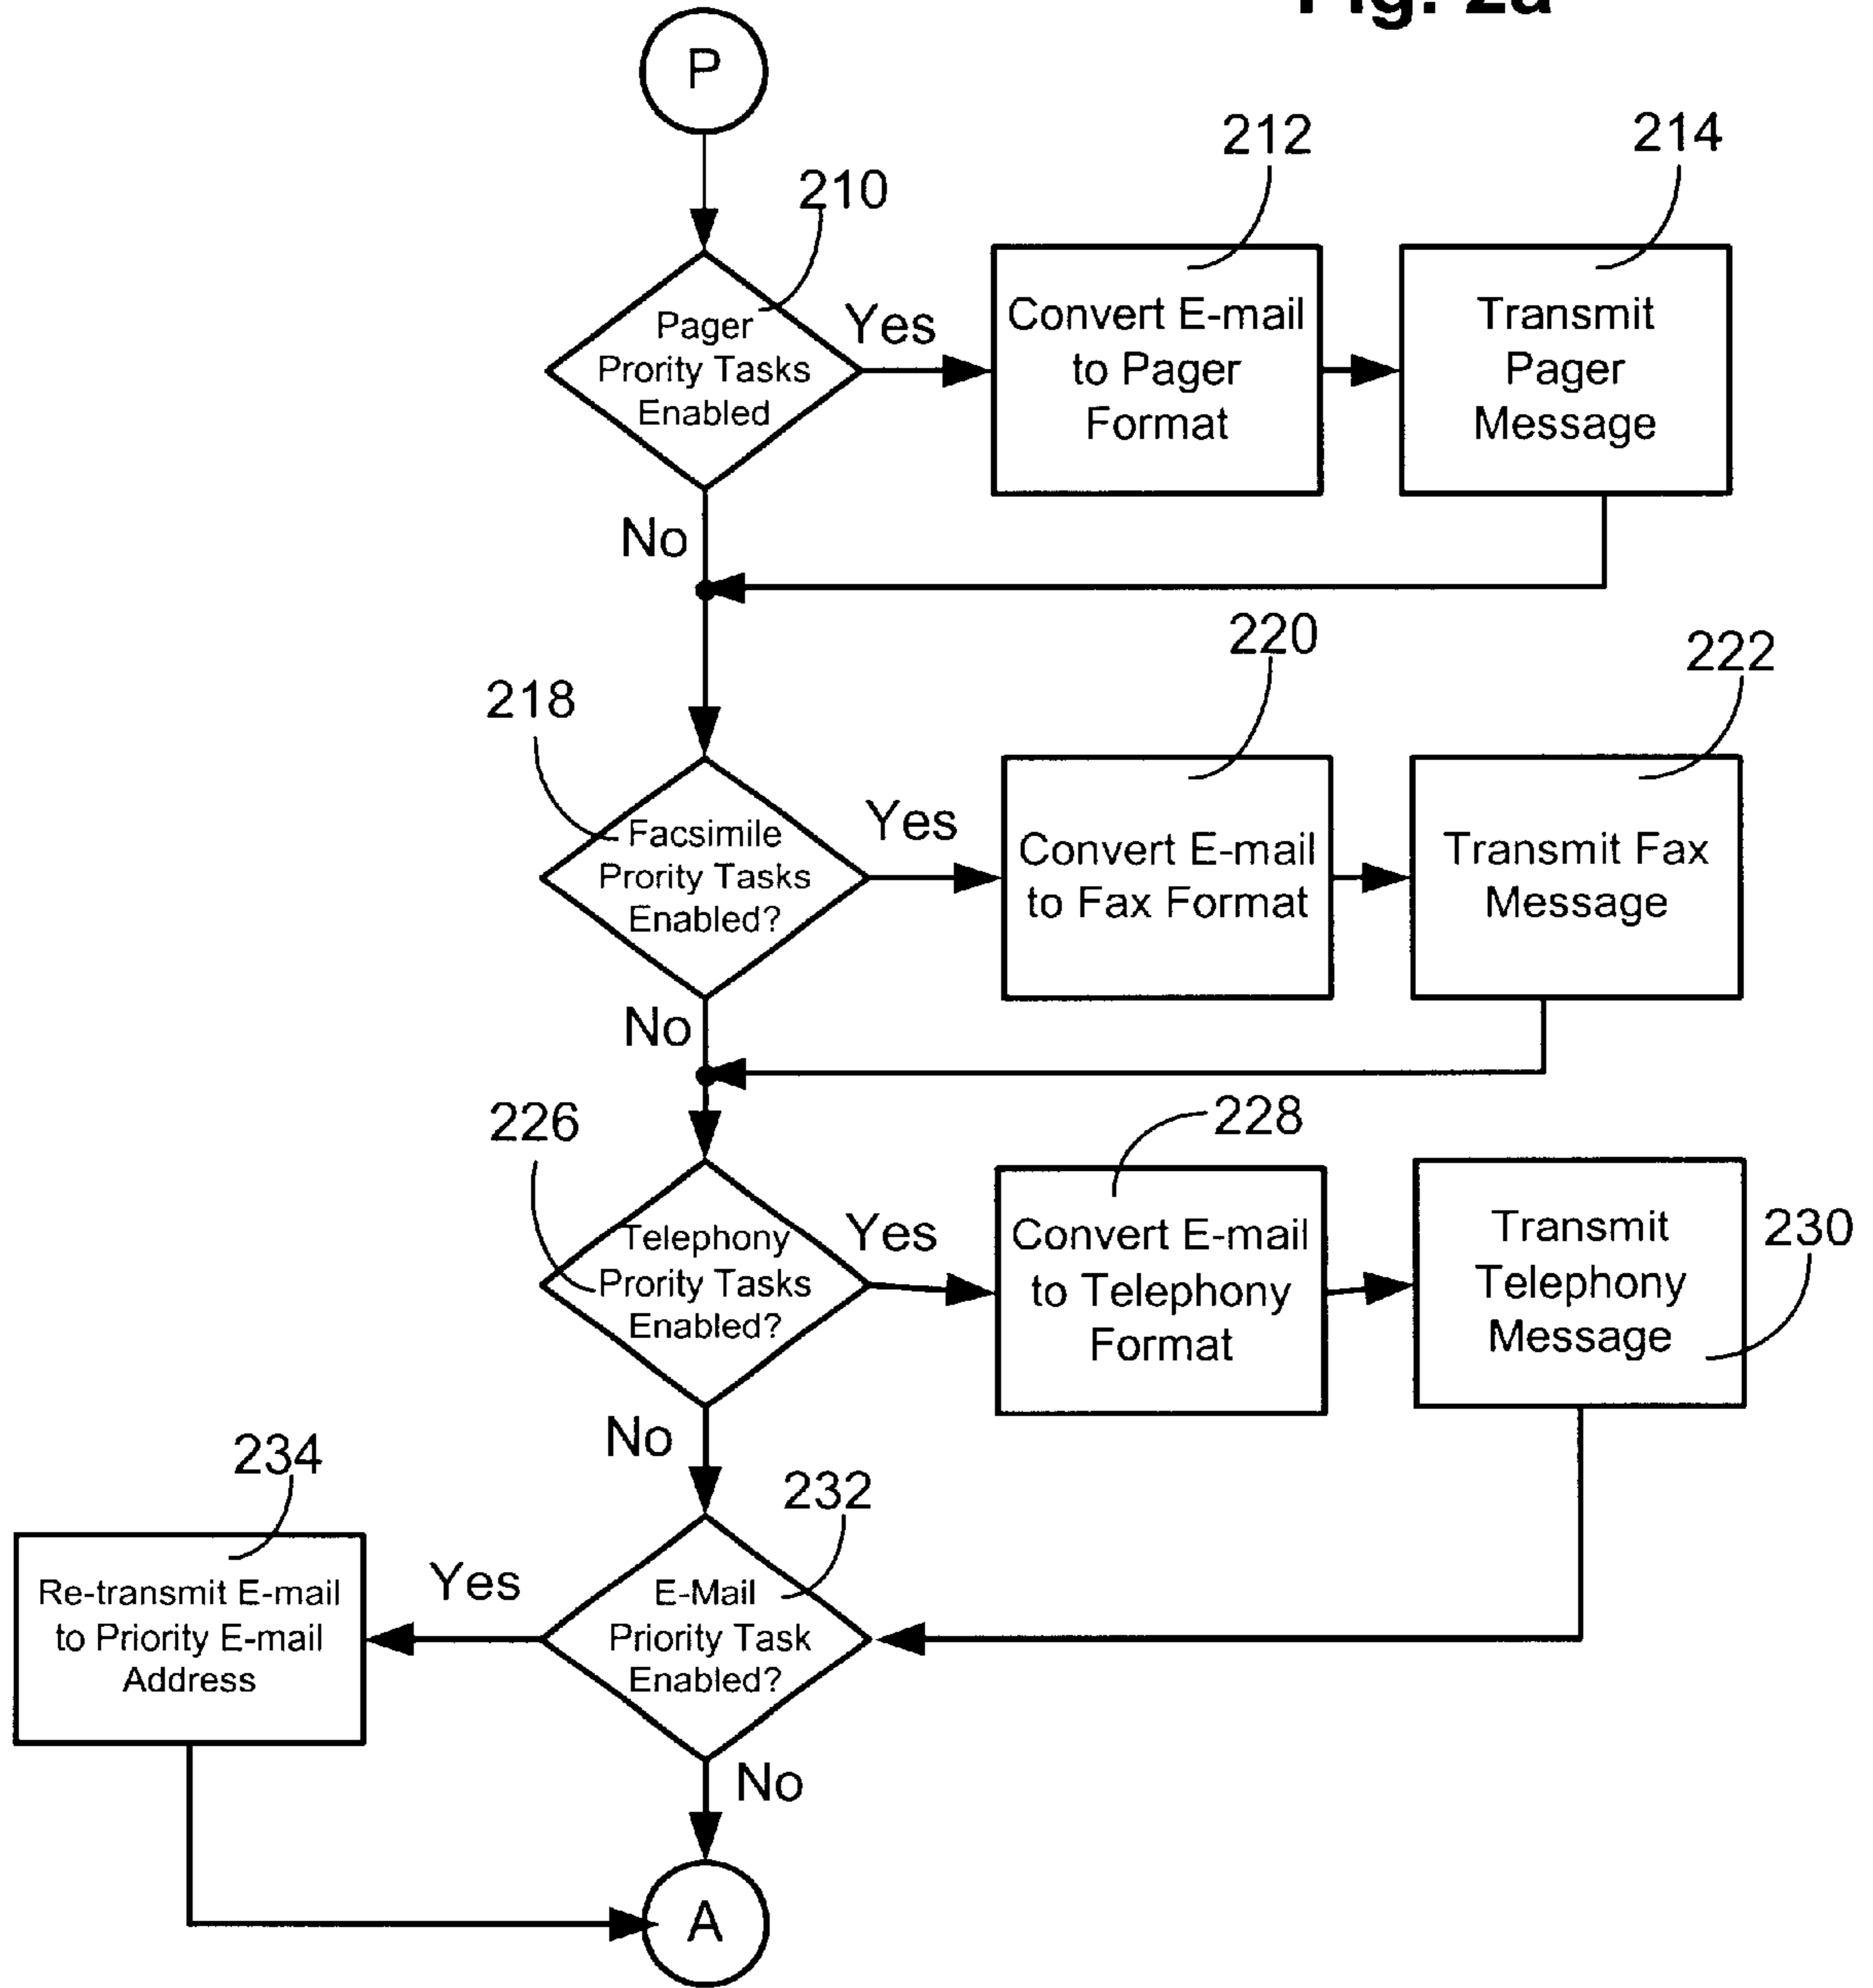 Fig. 2a
P
210
212
214
Pager
Prority Tasks
Enabled
Yes
Convert E-mail
to Pager
Format
Transmit
Pager
Message
No
218
220
222
Facsimile
Prority Tasks
Enabled?
Yes
Convert E-mail
to Fax Format
Transmit Fax
Message
No
226
228
230
Telephony
Prority Tasks
Enabled?
Yes
Convert E-mail
to Telephony
Format
Transmit
Telephony
Message
No
234
232
Re-transmit E-mail
to Priority E-mail
Address
Yes
E-Mail
Priority Task
Enabled?
No
A